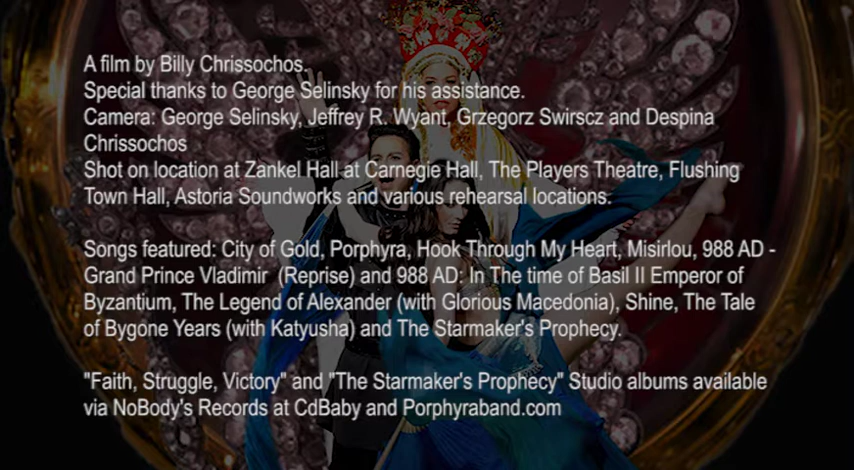 A film by Billy Chrissochos.
Special thanks to George Selinsky for his assistance.
Camera: George Selinsky, Jeffrey R. Wyant, Grzegorz Swirscz and Despina
Chrissochos
Shot on location at Zankel Hall at Carnegie Hall, The Players Theatre, Flushing
Town Hall, Astoria Soundworks and various rehearsal locations.
Songs featured: City of Gold, Porphyra, Hook Through My Heart, Misirlou, 988 AD -
Grand Prince Vladimir (Reprise) and 988 AD: In The time of Basil II Emperor of
Byzantium, The Legend of Alexander (with Glorious Macedonia), Shine, The Tale
of Bygone Years (with Katyusha) and The Starmaker's Prophecy.
"Faith, Struggle, Victory" and "The Starmaker's Prophecy" Studio albums available
via NoBody's Records at CdBaby and Porphyraband.com